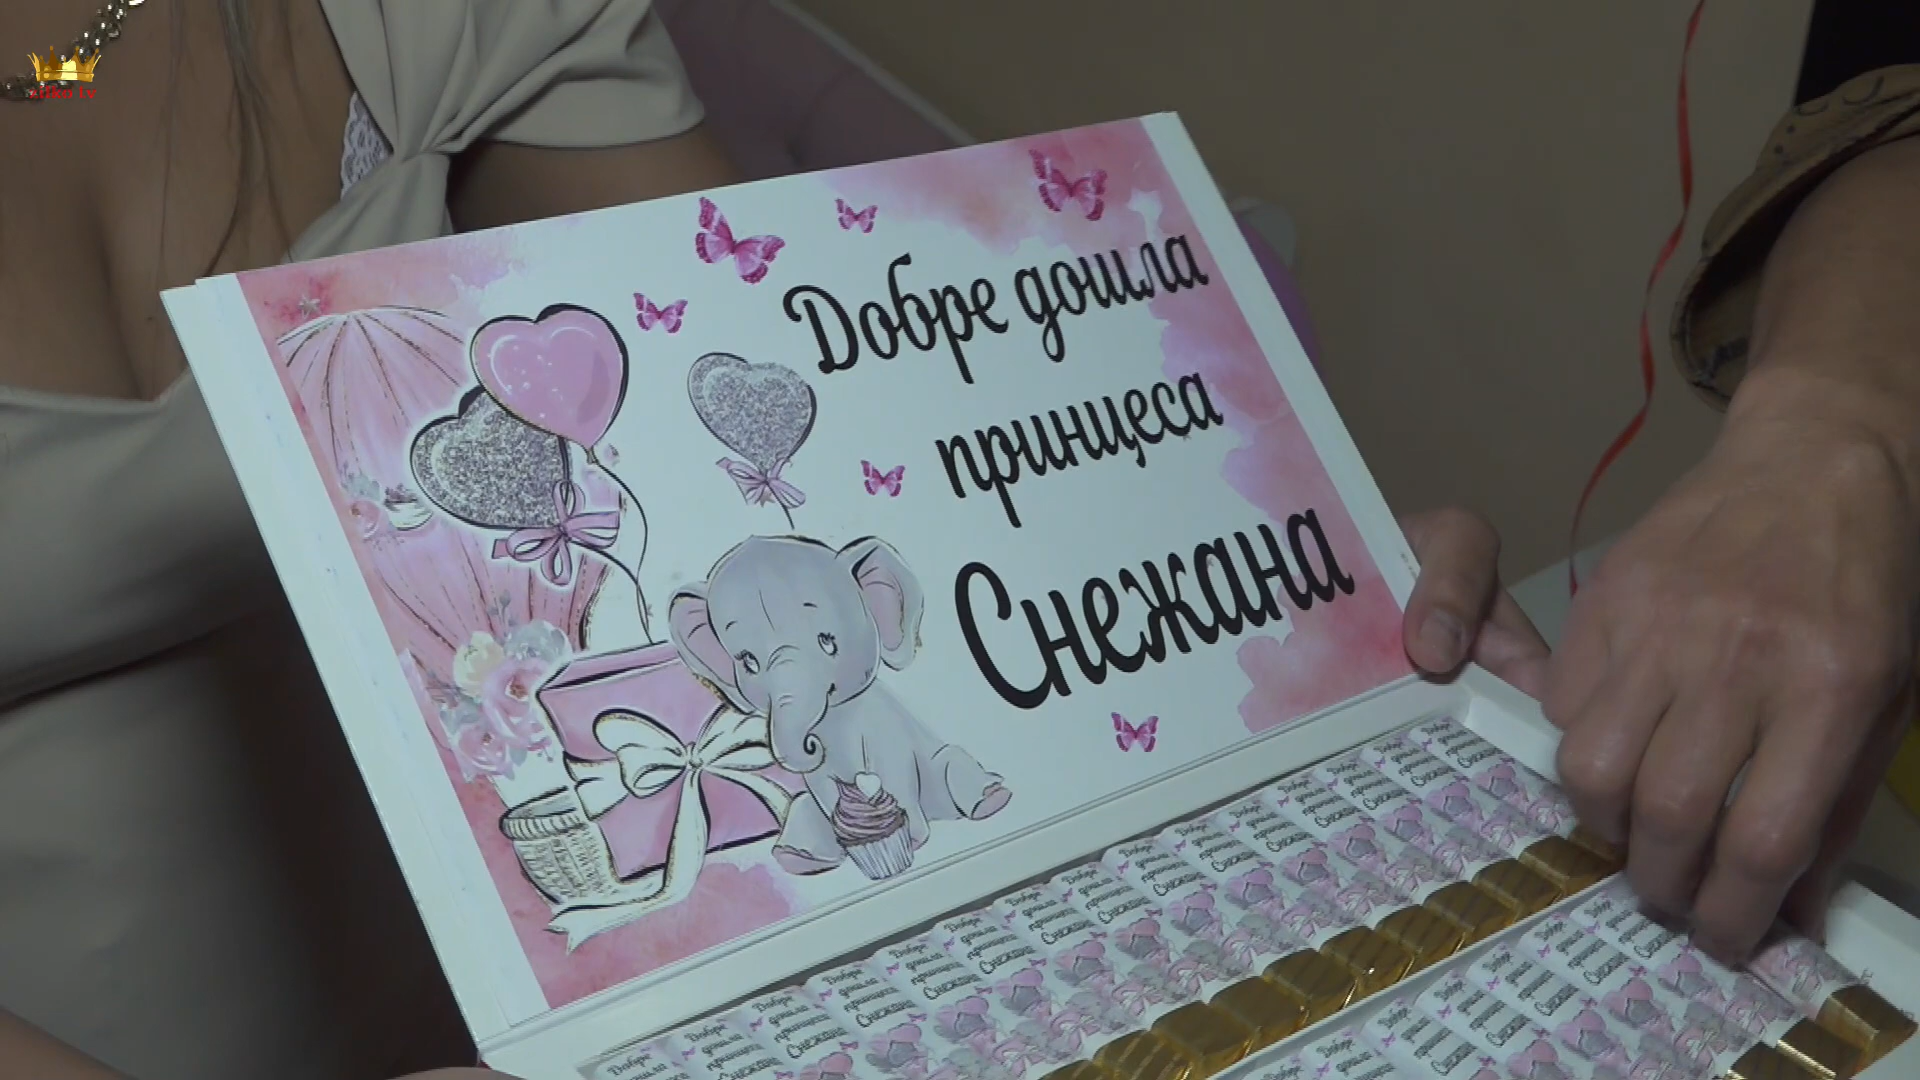 Добре дошла
принцеса
Снежана